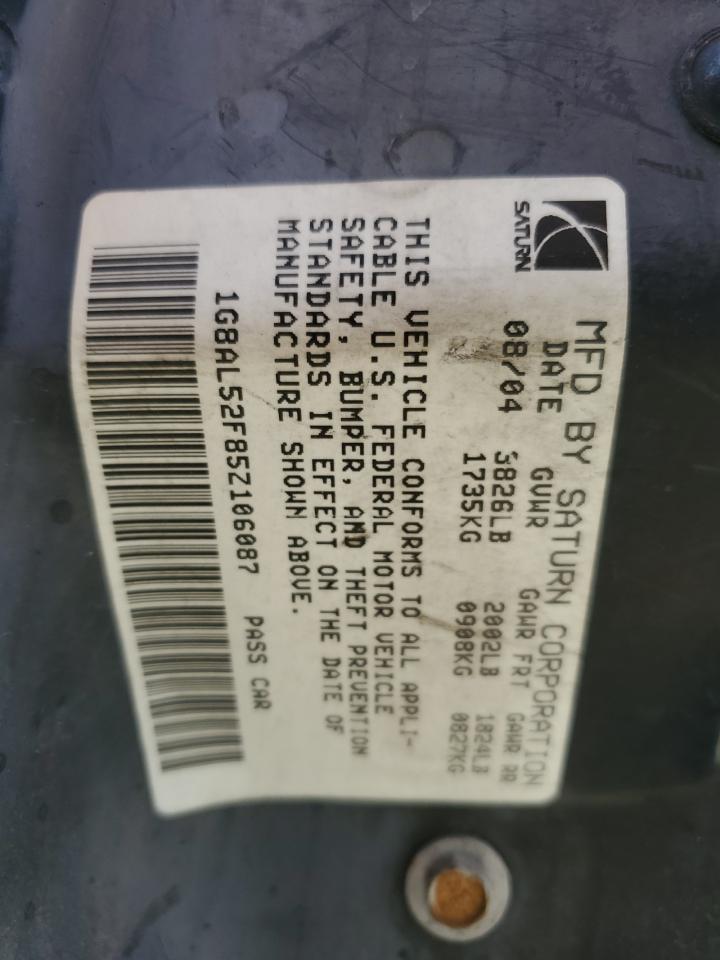 SATURN
MFD BY SATURN CORPORATION
DATE GVWR GAWR FRT GAWR RR
08/04 3826LB 2002LB 1824LB
1735KG 0908KG 0827KG
THIS VEHICLE CONFORMS TO ALL APPLI-
CABLE U.S. FEDERAL MOTOR VEHICLE
SAFETY, BUMPER, AND THEFT PREVENTION
STANDARDS IN EFFECT ON THE DATE OF
MANUFACTURE SHOWN ABOVE.
1G8AL52F85Z106087 PASS CAR